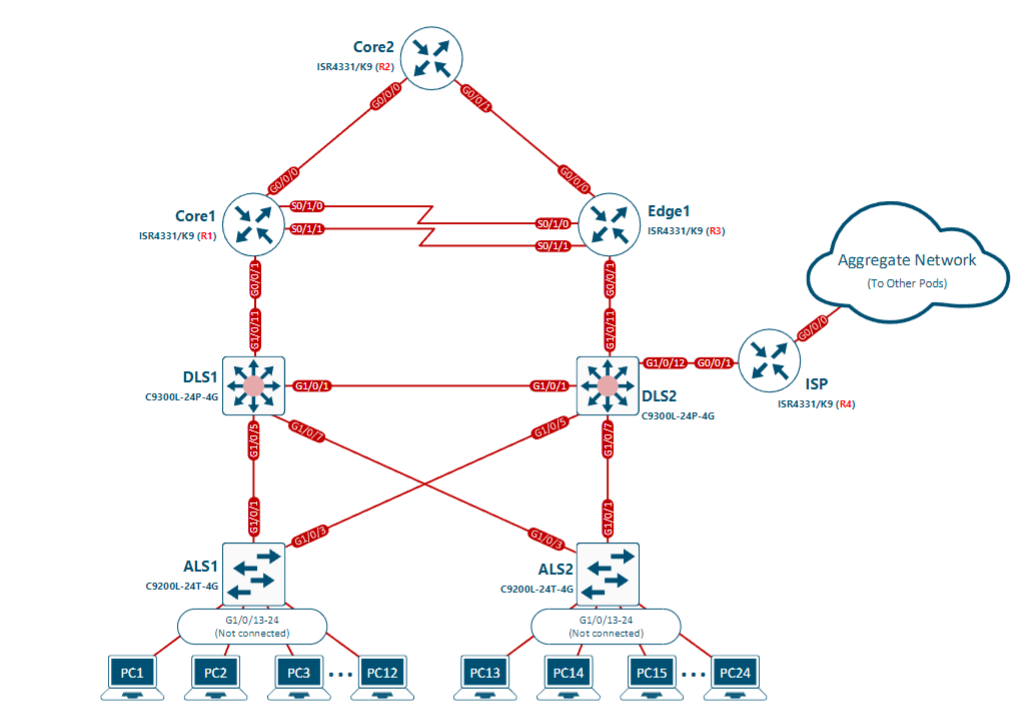 Core2
ISR4331/K9 (R2)
G0/0/0
G0/0/1
G0/0/0
G0/0/0
Core1
ISR4331/K9 (R1)
S0/1/0
S0/1/1
S0/1/0
S0/1/1
Edge1
ISR4331/K9 (R3)
G0/0/1
G0/0/1
Aggregate Network
(To Other Pods)
G0/0/0
G1/0/11
G1/0/11
DLS1
C9300L-24P-4G
G1/0/1
G1/0/1
G1/0/12
G0/0/1
DLS2
C9300L-24P-4G
ISP
ISR4331/K9 (R4)
G1/0/5
G1/0/7
G1/0/5
G1/0/7
G1/0/1
G1/0/3
G1/0/3
G1/0/1
ALS1
C9200L-24T-4G
ALS2
C9200L-24T-4G
G1/0/13-24
(Not connected)
G1/0/13-24
(Not connected)
PC1
PC2
PC3
...
PC12
PC13
PC14
PC15
...
PC24